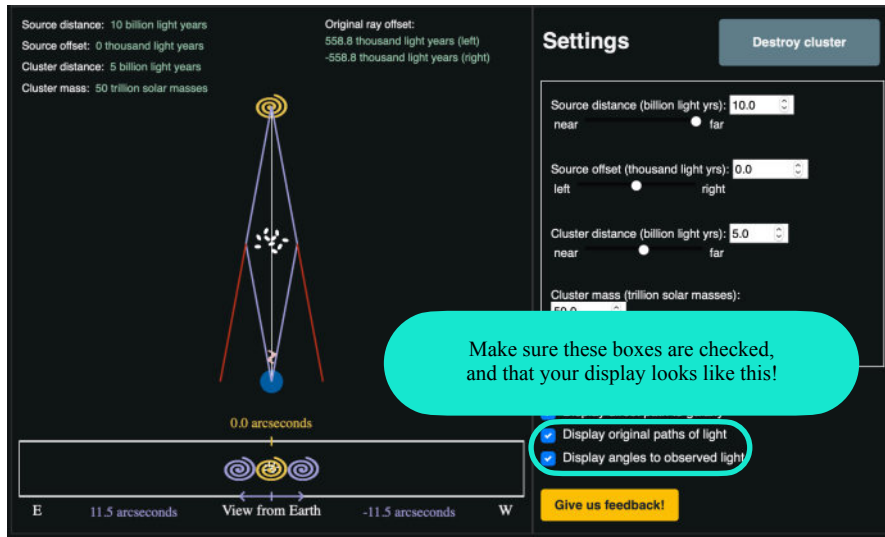 Source distance: 10 billion light years
Source offset: 0 thousand light years
Cluster distance: 5 billion light years
Cluster mass: 50 trillion solar masses
Original ray offset:
558.8 thousand light years (left)
-558.8 thousand light years (right)
0.0 arcseconds
E
11.5 arcseconds
View from Earth
-11.5 arcseconds
W
Settings
Destroy cluster
Source distance (billion light yrs): 10.0
near far
Source offset (thousand light yrs): 0.0
left right
Cluster distance (billion light yrs): 5.0
near far
Cluster mass (trillion solar masses):
50.0
Make sure these boxes are checked,
and that your display looks like this!
Display original paths of light
Display angles to observed light
Give us feedback!